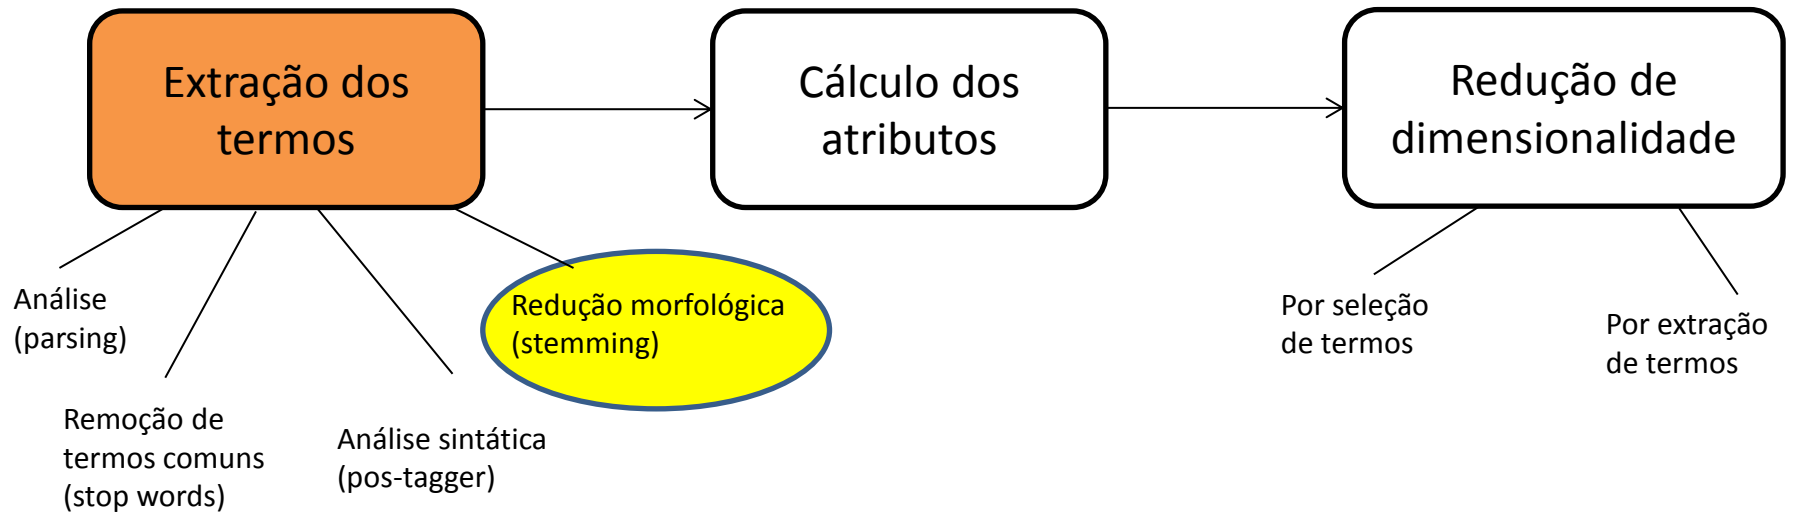 Extração dos
termos
Cálculo dos
atributos
Redução de
dimensionalidade
Análise
(parsing)
Remoção de
termos comuns
(stop words)
Análise sintática
(pos-tagger)
Redução morfológica
(stemming)
Por seleção
de termos
Por extração
de termos